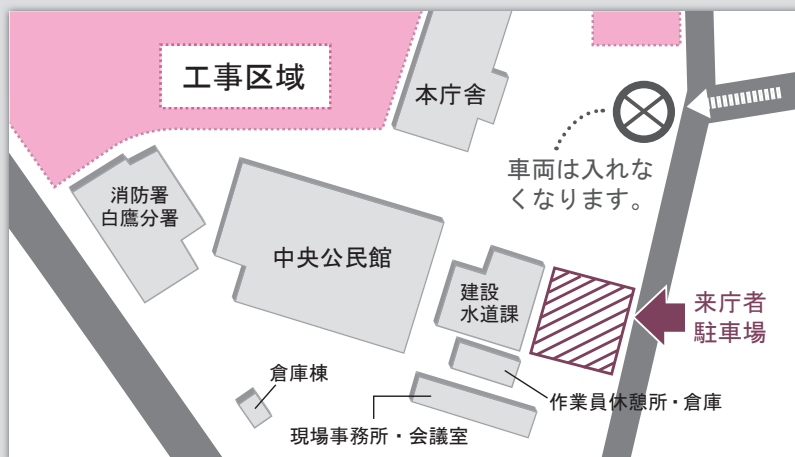 工事区域
本庁舎
車両は入れな
くなります。
消防署
白鷹分署
中央公民館
建設
水道課
来庁者
駐車場
倉庫棟
作業員休憩所・倉庫
現場事務所・会議室